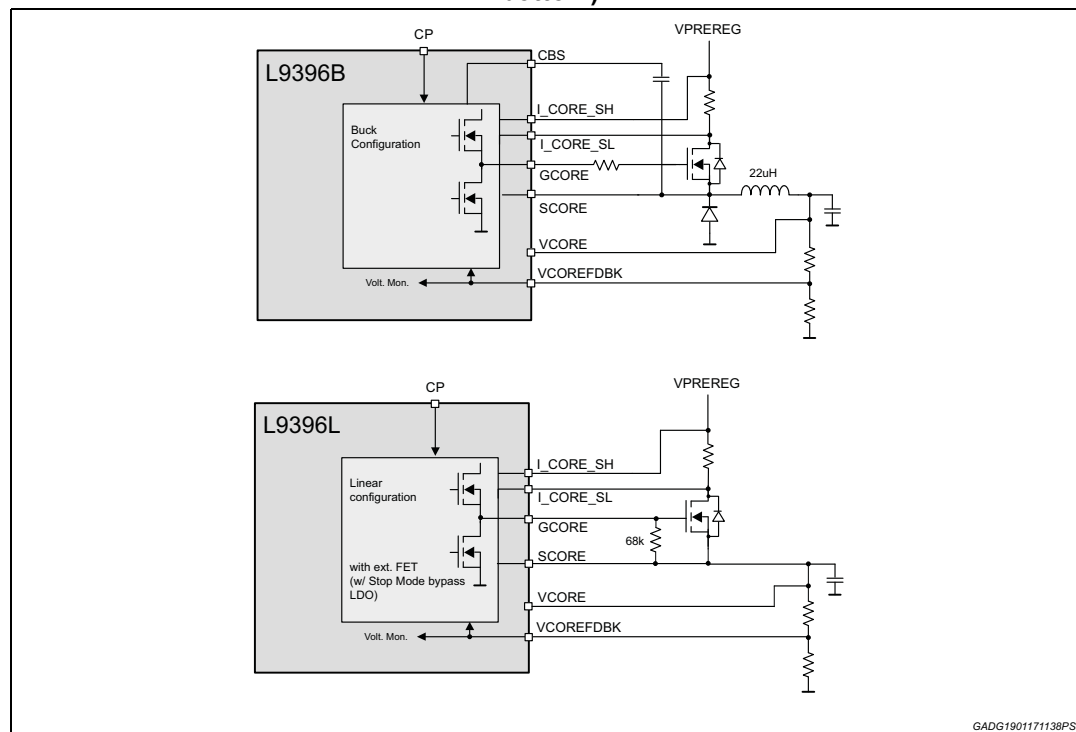 CP
VPREREG
CBS
L9396B
I_CORE_SH
Buck
Configuration
I_CORE_SL
GCORE
22uH
SCORE
VCORE
VCOREFDBK
Volt. Mon.
CP
VPREREG
L9396L
I_CORE_SH
Linear
configuration
I_CORE_SL
GCORE
68k
SCORE
with ext. FET
(w/ Stop Mode bypass
LDO)
VCORE
VCOREFDBK
Volt. Mon.
GADG1901171138PS